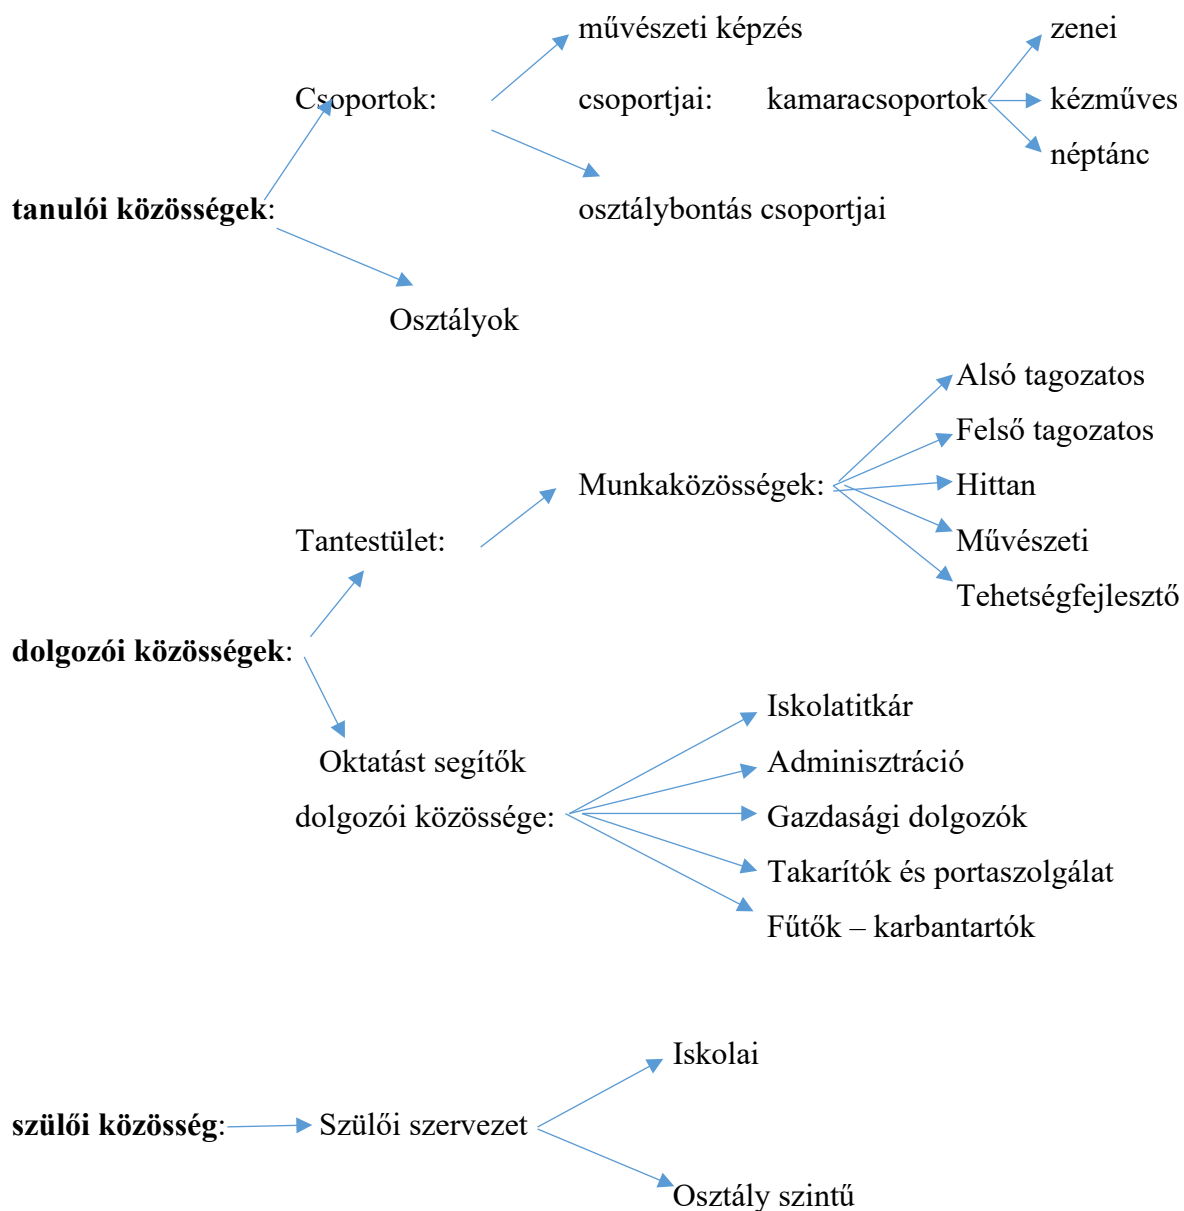 művészeti képzés zenei
Csoportok: csoportjai: kamaracsoportok kézműves
néptánc
tanulói közösségek: osztálybontás csoportjai
Osztályok
Alsó tagozatos
Felső tagozatos
Munkaközösségek: Hittan
Tantestület: Művészeti
Tehetségfejlesztő
dolgozói közösségek:
Iskolatitkár
Oktatást segítők Adminisztráció
dolgozói közössége: Gazdasági dolgozók
Takarítók és portaszolgálat
Fűtők – karbantartók
Iskolai
szülői közösség: Szülői szervezet
Osztály szintű